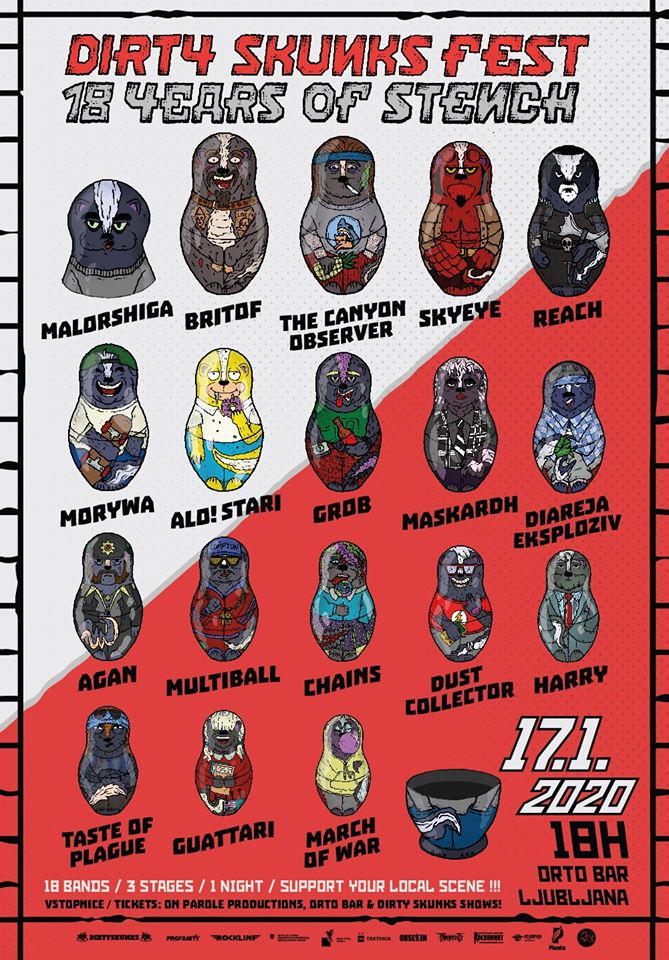 DIRTY SKUNKS FEST
18 YEARS OF STENCH
MALORSHIGA
BRITOF
THE CANYON
OBSERVER
SKYEYE
REACH
MORYWA
ALO! STARI
GROB
MASKARDH
DIAREJA
EKSPLOZIV
COMPTON
AGAN
MULTIBALL
CHAINS
DUST
COLLECTOR
HARRY
TASTE OF
PLAGUE
GUATTARI
MARCH
OF WAR
17.1.
2020
18H
ORTO BAR
LJUBLJANA
18 BANDS / 3 STAGES / 1 NIGHT / SUPPORT YOUR LOCAL SCENE !!!
VSTOPNICE / TICKETS: ON PAROLE PRODUCTIONS, ORTO BAR & DIRTY SKUNKS SHOWS!
DIRTYSKUNKS PROFANITY ROCKLINE TEKTONIK OBSESEN ROCKONNET Planeta